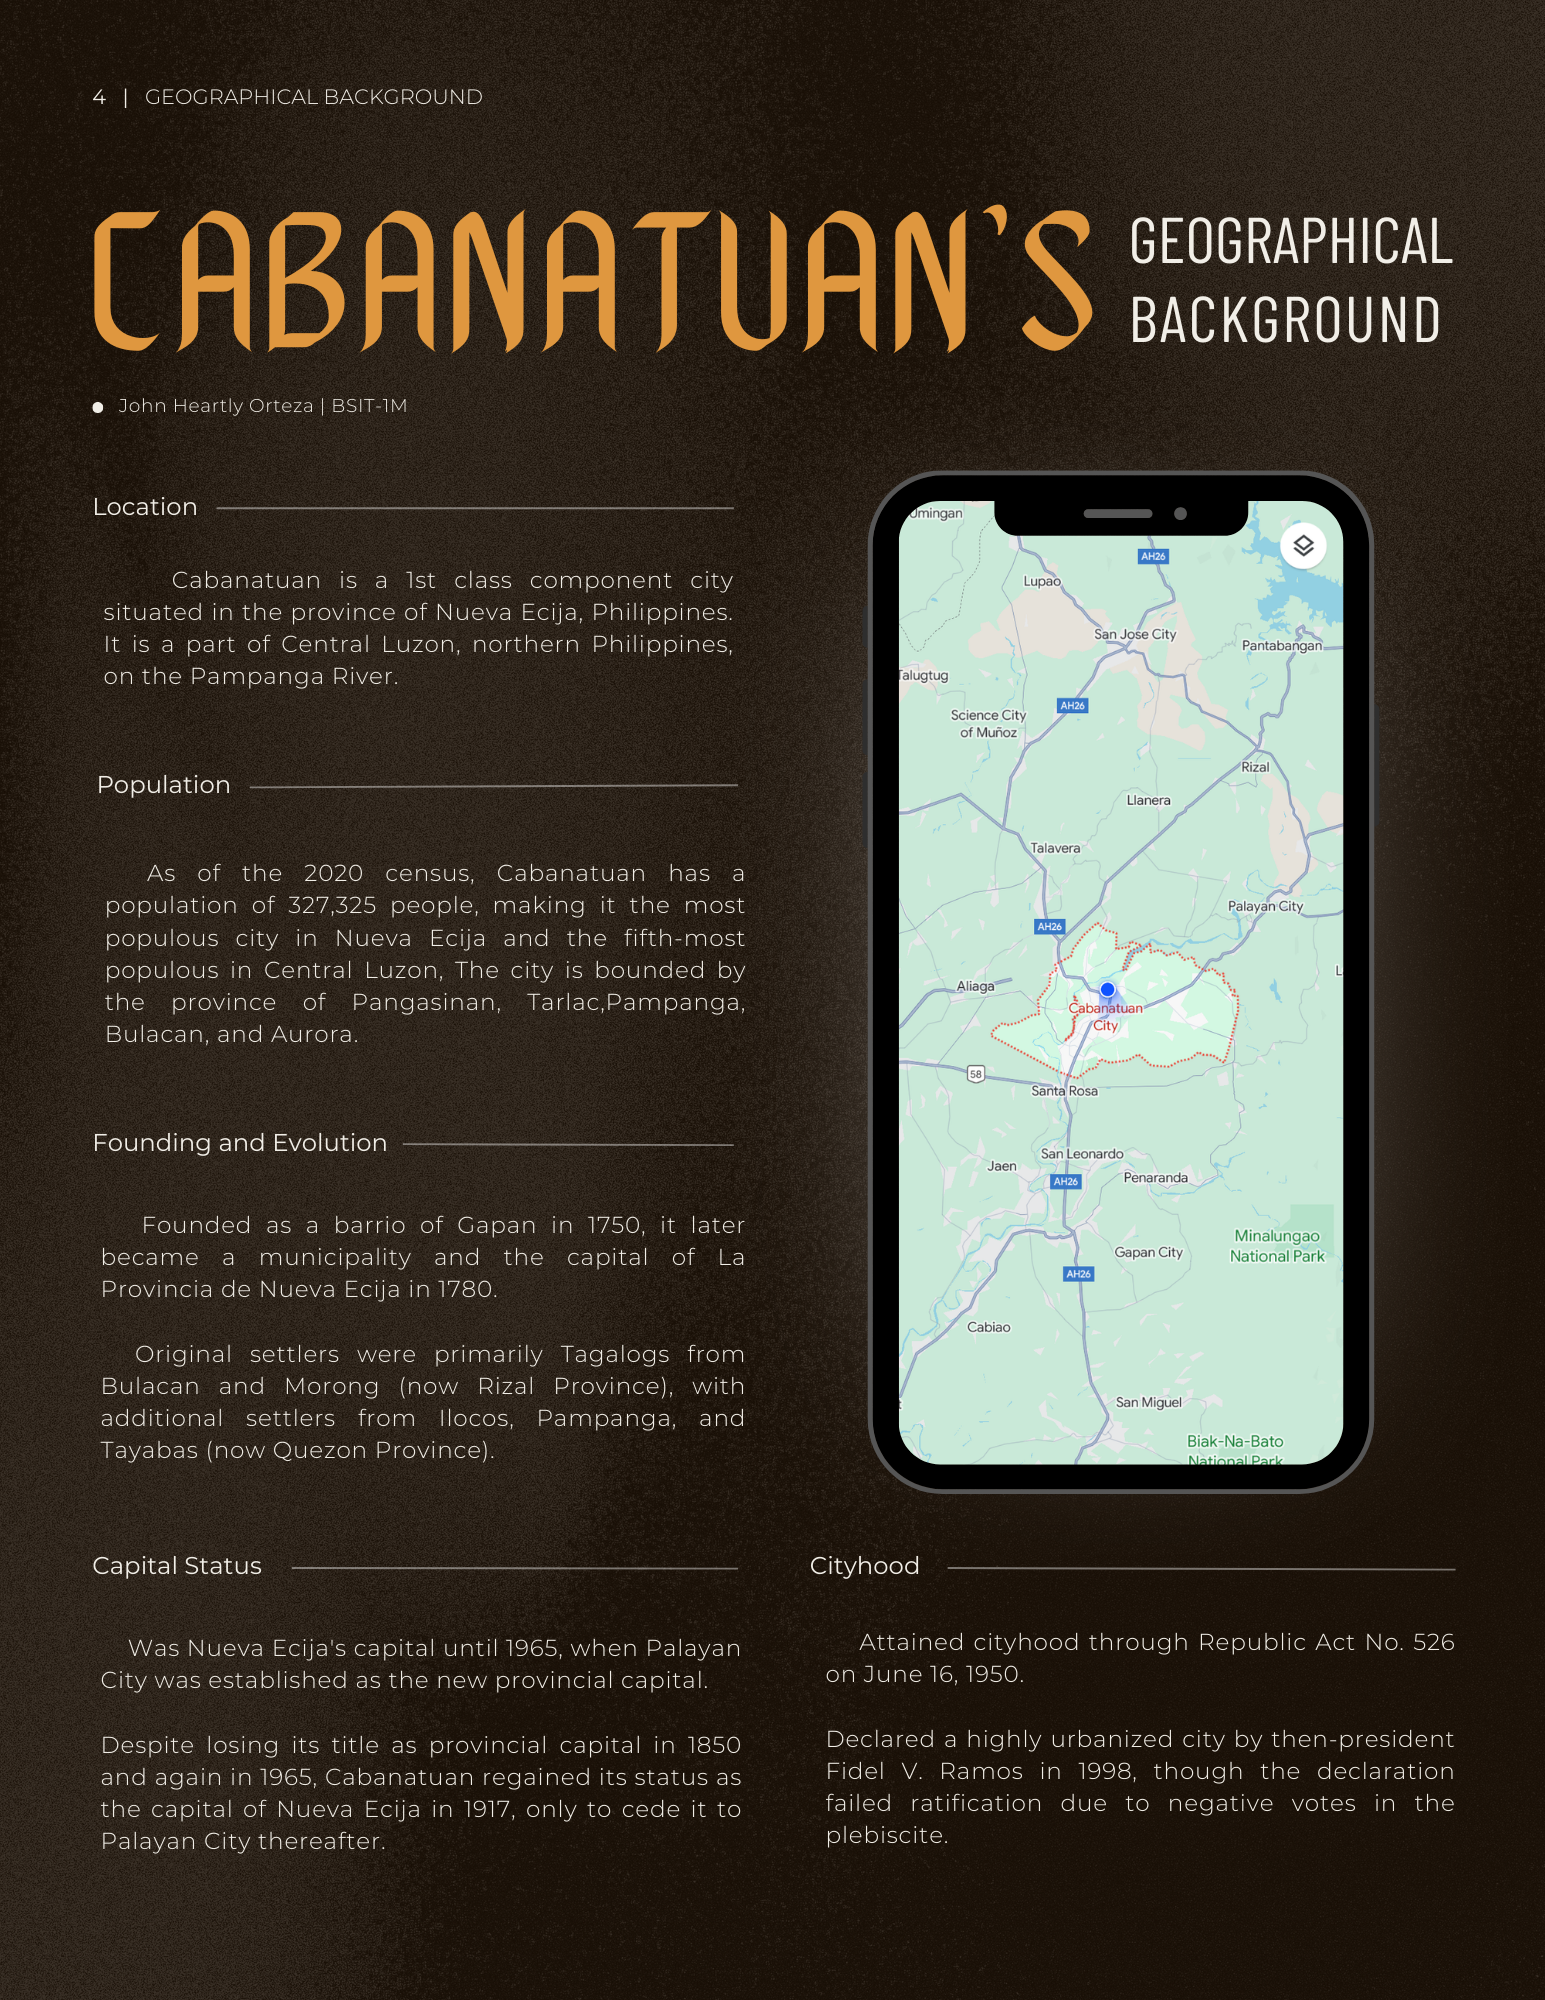 4 | GEOGRAPHICAL BACKGROUND
CABANATUAN'S
GEOGRAPHICAL
BACKGROUND
John Heartly Orteza | BSIT-1M
Location
Cabanatuan is a 1st class component city
situated in the province of Nueva Ecija, Philippines.
It is a part of Central Luzon, northern Philippines,
on the Pampanga River.
Population
As of the 2020 census, Cabanatuan has a
population of 327,325 people, making it the most
populous city in Nueva Ecija and the fifth-most
populous in Central Luzon, The city is bounded by
the province of Pangasinan, Tarlac,Pampanga,
Bulacan, and Aurora.
Founding and Evolution
Founded as a barrio of Gapan in 1750, it later
became a municipality and the capital of La
Provincia de Nueva Ecija in 1780.
Original settlers were primarily Tagalogs from
Bulacan and Morong (now Rizal Province), with
additional settlers from Ilocos, Pampanga, and
Tayabas (now Quezon Province).
Umingan
AH26
Lupao
San Jose City
Pantabangan
Talugtug
AH26
Science City
of Muñoz
Rizal
Llanera
Talavera
Palayan City
AH26
Aliaga
Cabanatuan
City
58
Santa Rosa
San Leonardo
Jaen
AH26
Penaranda
Minalungao
National Park
Gapan City
AH26
Cabiao
San Miguel
Biak-Na-Bato
National Park
Capital Status
Was Nueva Ecija's capital until 1965, when Palayan
City was established as the new provincial capital.
Despite losing its title as provincial capital in 1850
and again in 1965, Cabanatuan regained its status as
the capital of Nueva Ecija in 1917, only to cede it to
Palayan City thereafter.
Cityhood
Attained cityhood through Republic Act No. 526
on June 16, 1950.
Declared a highly urbanized city by then-president
Fidel V. Ramos in 1998, though the declaration
failed ratification due to negative votes in the
plebiscite.